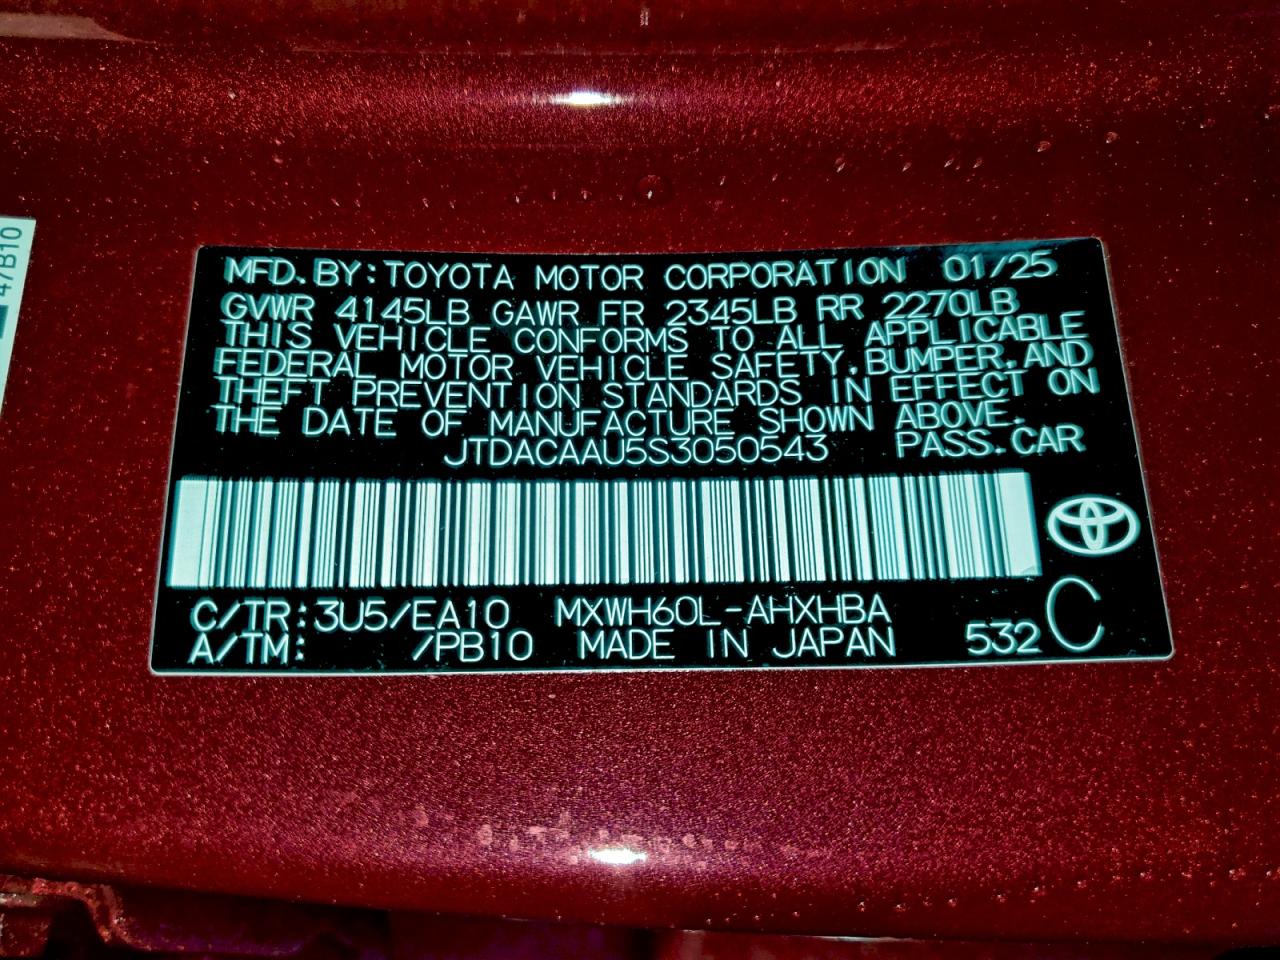 47B10
MFD.BY:TOYOTA MOTOR CORPORATION 01/25
GVWR 4145LB GAWR FR 2345LB RR 2270LB
THIS VEHICLE CONFORMS TO ALL APPLICABLE
FEDERAL MOTOR VEHICLE SAFETY,BUMPER,AND
THEFT PREVENTION STANDARDS IN EFFECT ON
THE DATE OF MANUFACTURE SHOWN ABOVE.
JTDACAAU5S3050543 PASS.CAR
C/TR:3U5/EA10 MXWH60L-AHXHBA
A/TM: /PB10 MADE IN JAPAN 532 C